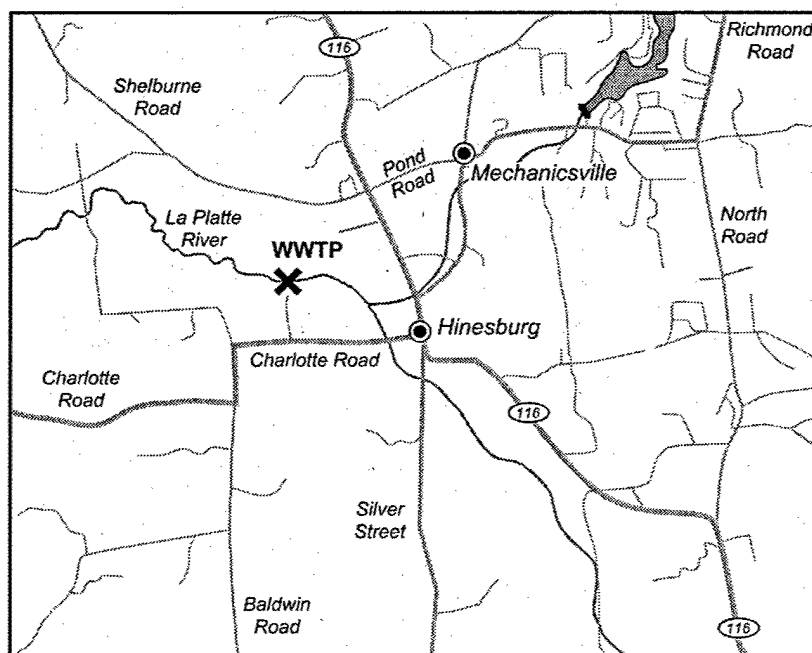 116
Richmond
Road
Shelburne
Road
Pond
Road
Mechanicsville
La Platte
River
WWTP
North
Road
Hinesburg
Charlotte Road
Charlotte
Road
116
Silver
Street
Baldwin
Road
116